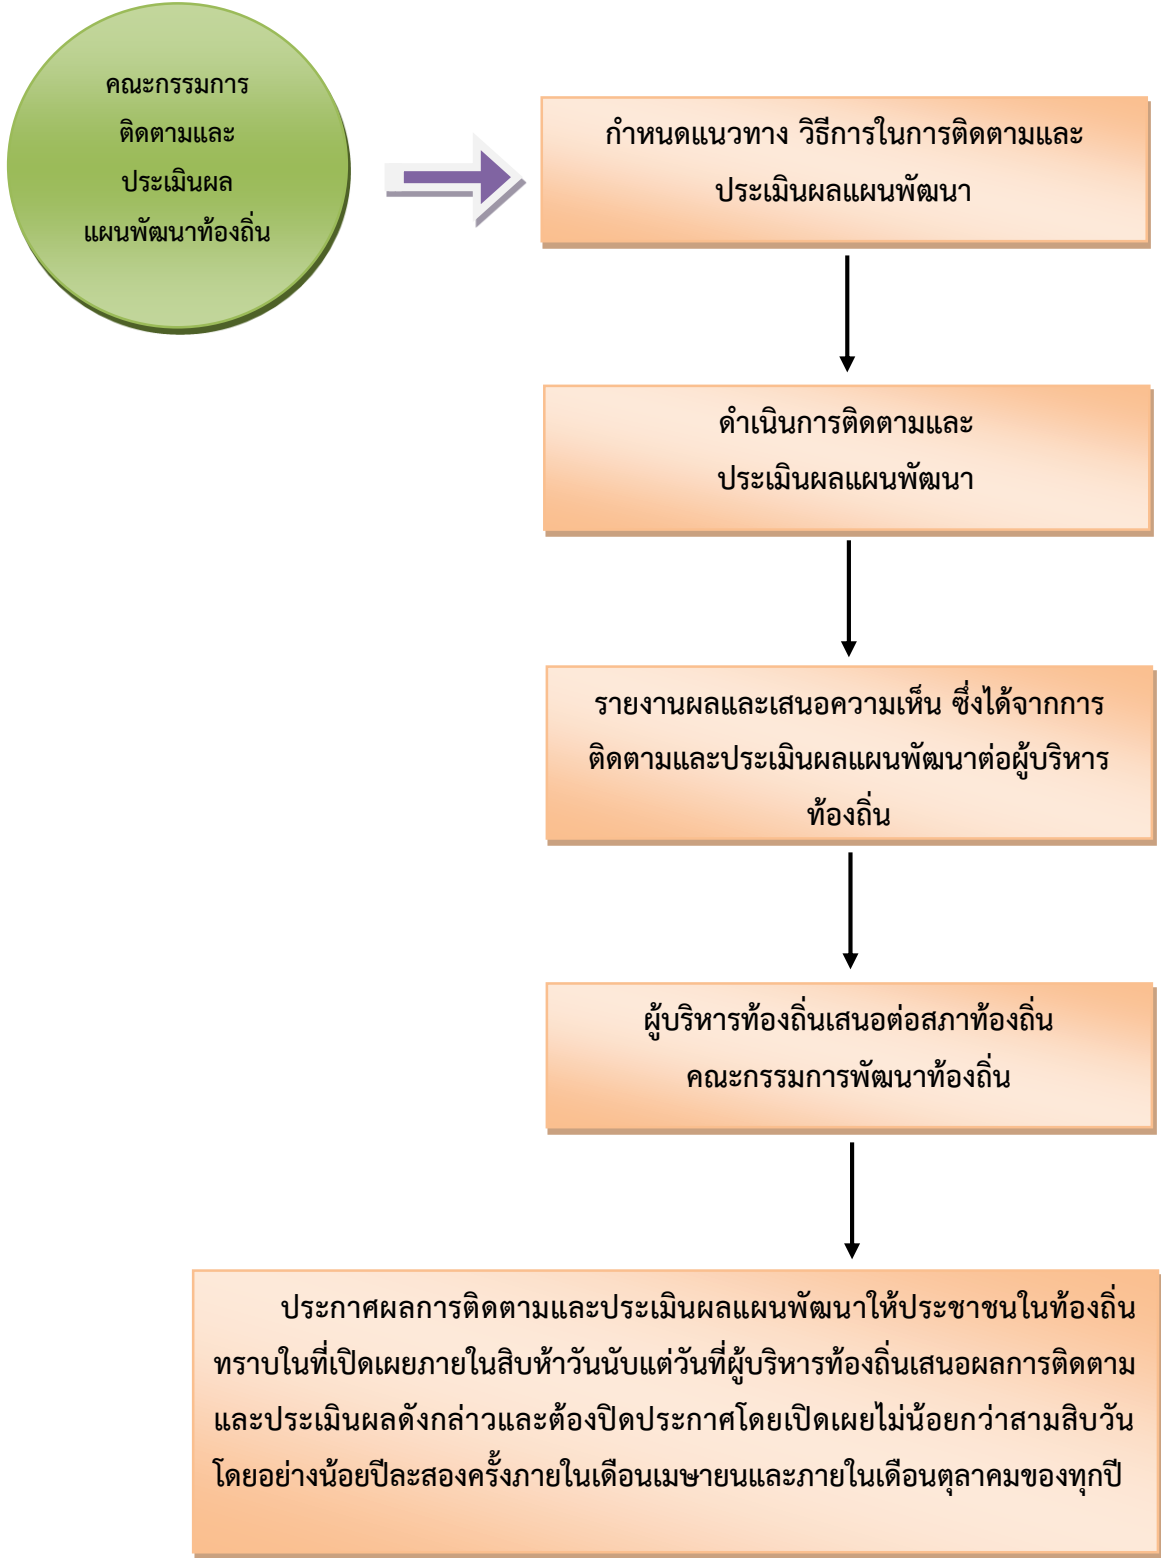 คณะกรรมการ
ติดตามและ
ประเมินผล
แผนพัฒนาท้องถิ่น
กำหนดแนวทาง วิธีการในการติดตามและ
ประเมินผลแผนพัฒนา
ดำเนินการติดตามและ
ประเมินผลแผนพัฒนา
รายงานผลและเสนอความเห็น ซึ่งได้จากการ
ติดตามและประเมินผลแผนพัฒนาต่อผู้บริหาร
ท้องถิ่น
ผู้บริหารท้องถิ่นเสนอต่อสภาท้องถิ่น
คณะกรรมการพัฒนาท้องถิ่น
ประกาศผลการติดตามและประเมินผลแผนพัฒนาให้ประชาชนในท้องถิ่น
ทราบในที่เปิดเผยภายในสิบห้าวันนับแต่วันที่ผู้บริหารท้องถิ่นเสนอผลการติดตาม
และประเมินผลดังกล่าวและต้องปิดประกาศโดยเปิดเผยไม่น้อยกว่าสามสิบวัน
โดยอย่างน้อยปีละสองครั้งภายในเดือนเมษายนและภายในเดือนตุลาคมของทุกปี